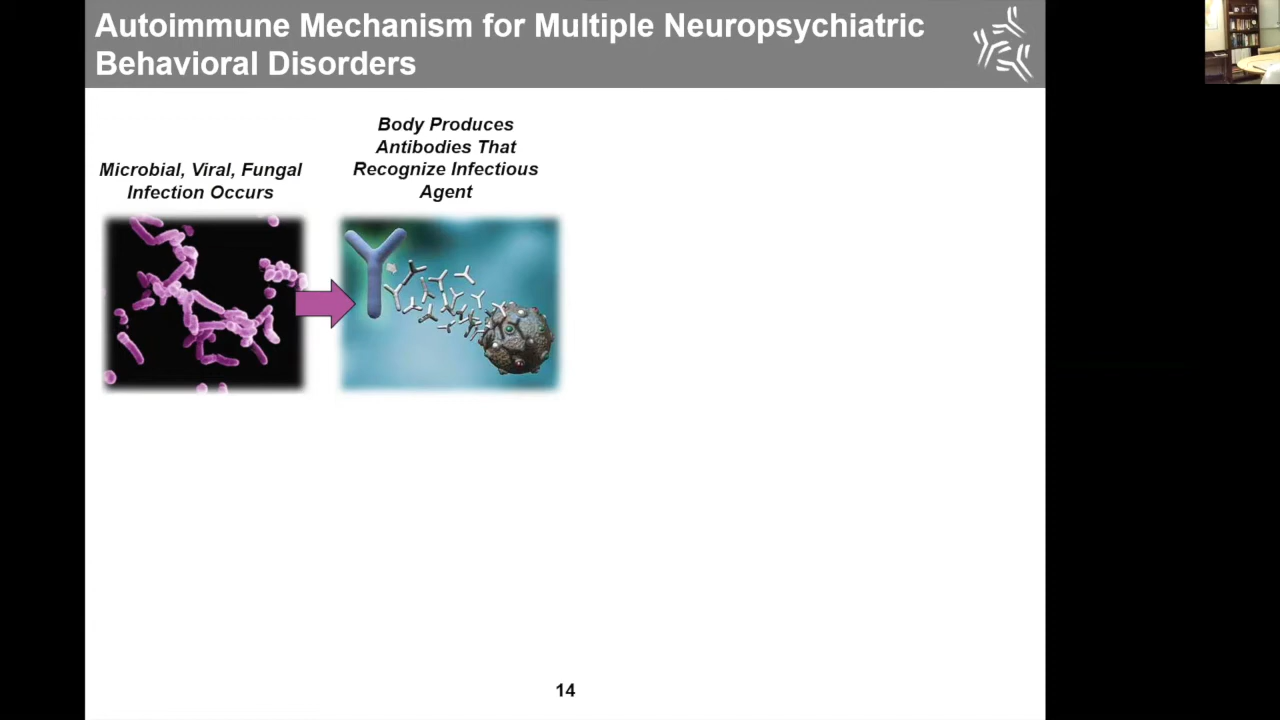 Autoimmune Mechanism for Multiple Neuropsychiatric
Behavioral Disorders
Microbial, Viral, Fungal
Infection Occurs
Body Produces
Antibodies That
Recognize Infectious
Agent
14